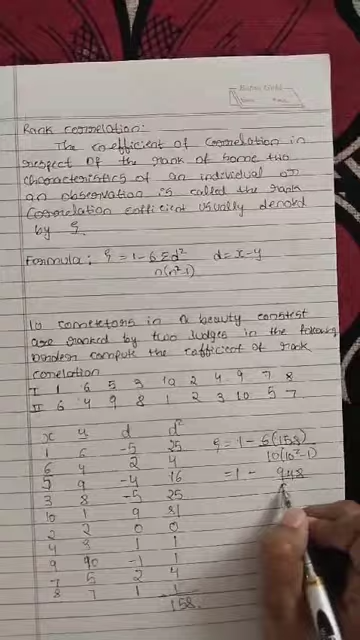 Rank correlation:
The coefficient of correlation in
respect of the rank of some two
characteristics of an individual or
an observation is called the rank
correlation cofficient usually denoted
by ρ.
Formula; ρ = 1 - 6 Σd² / n(n²-1) d = x-y
10 cometetors in a beauty contest
are ranked by two Judges in the following
compute the cofficient of rank
correlation
I 1 6 5 3 10 2 4 9 7 8
II 6 4 9 8 1 2 3 10 5 7
x y d d²
1 6 -5 25 ρ = 1 - 6(158) / 10(10²-1)
6 4 2 4
5 9 -4 16 = 1 - 948
3 8 -5 25
10 1 9 81
2 2 0 0
4 3 1 1
9 90 -1 1
7 5 2 4
8 7 1 1
158.